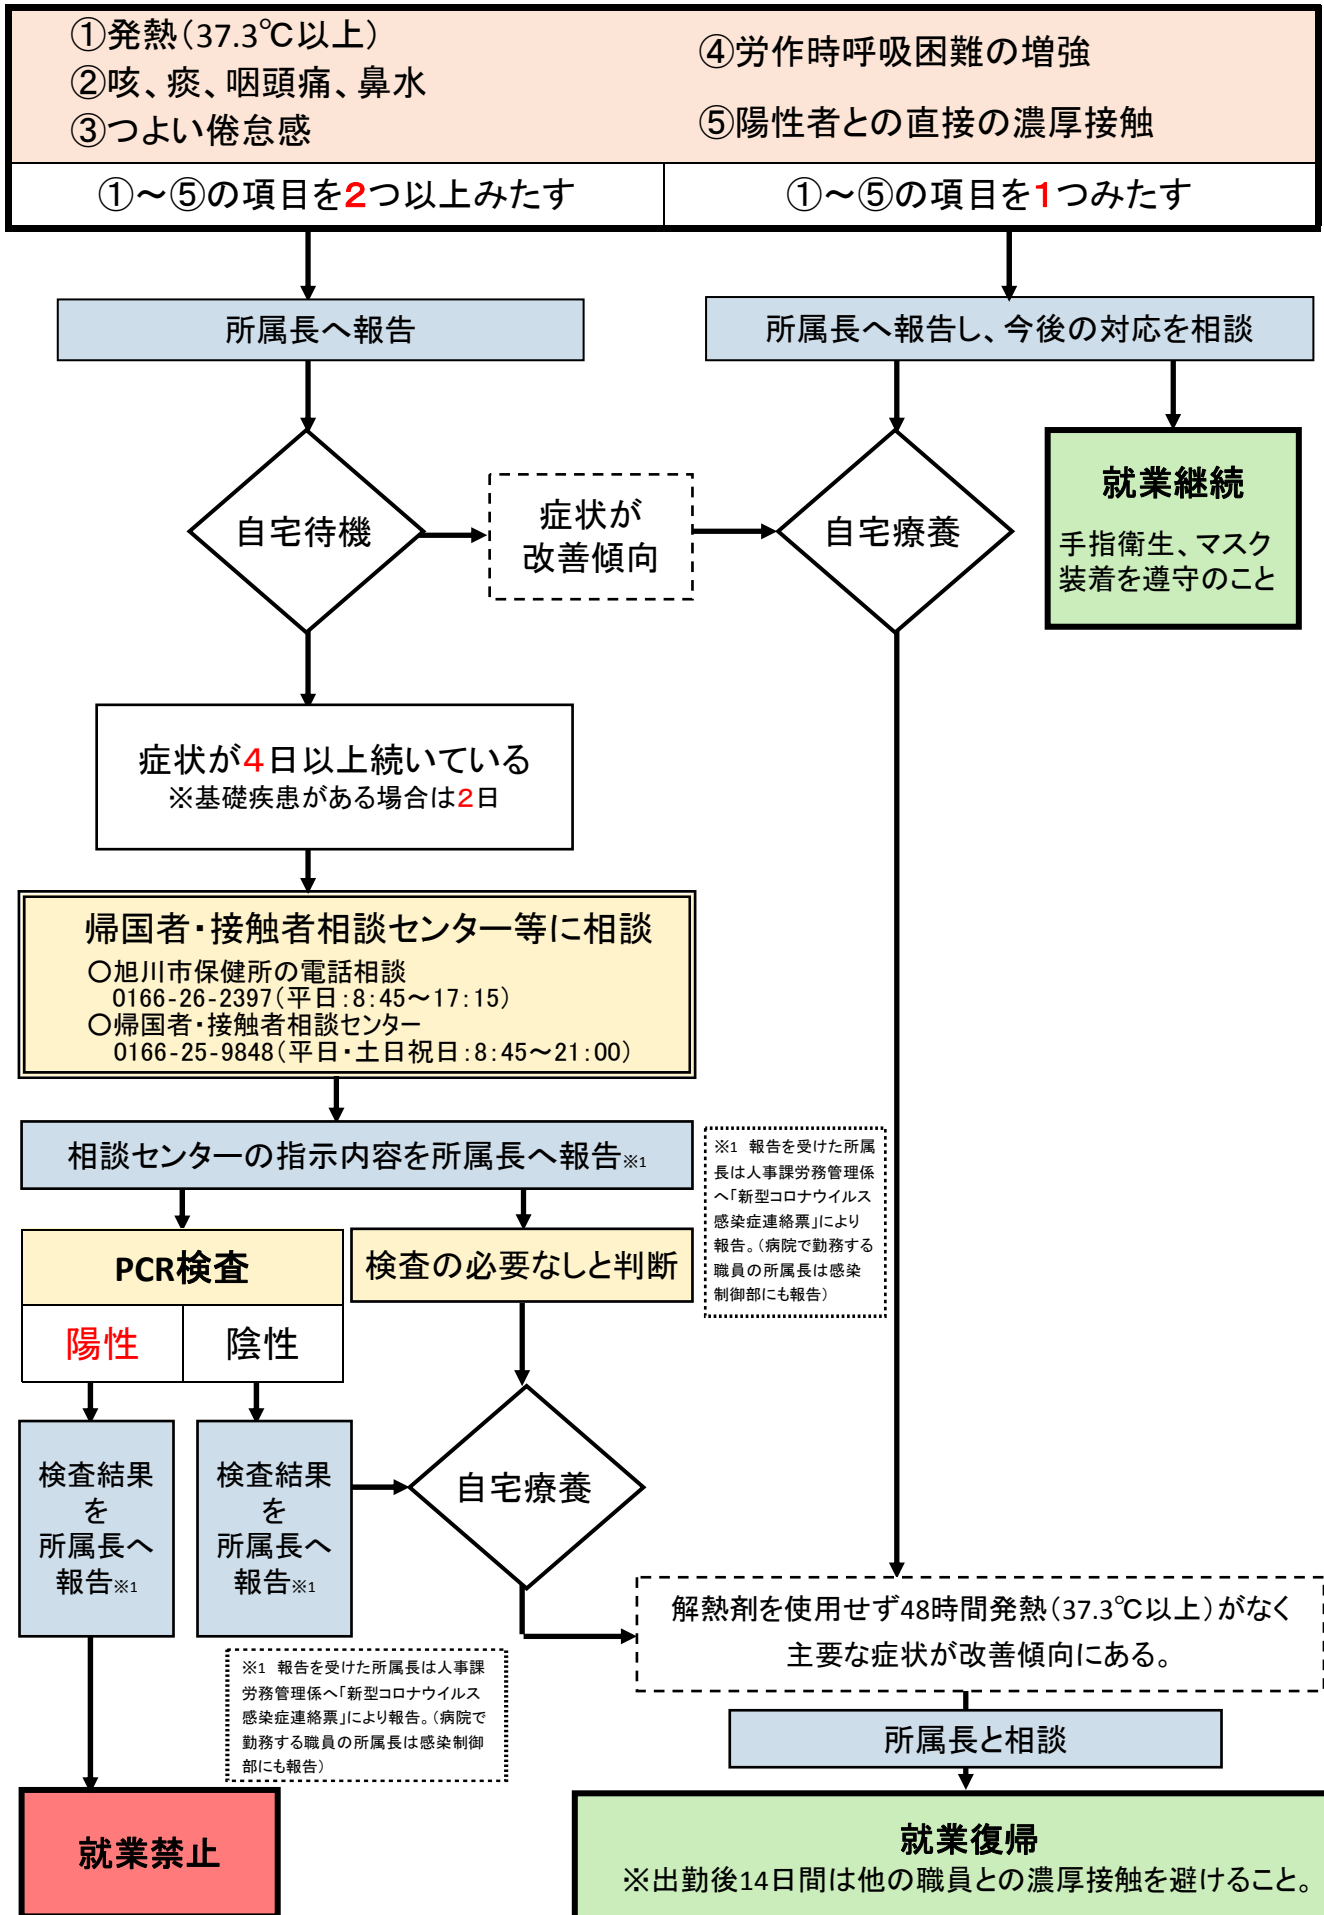 ①発熱(37.3℃以上)
②咳、痰、咽頭痛、鼻水
③つよい倦怠感
④労作時呼吸困難の増強
⑤陽性者との直接の濃厚接触
①～⑤の項目を2つ以上みたす
①～⑤の項目を1つみたす
所属長へ報告
所属長へ報告し、今後の対応を相談
自宅待機
症状が
改善傾向
自宅療養
就業継続
手指衛生、マスク
装着を遵守のこと
症状が4日以上続いている
※基礎疾患がある場合は2日
帰国者・接触者相談センター等に相談
○旭川市保健所の電話相談
0166-26-2397(平日:8:45～17:15)
○帰国者・接触者相談センター
0166-25-9848(平日・土日祝日:8:45～21:00)
相談センターの指示内容を所属長へ報告※1
※1 報告を受けた所属
長は人事課労務管理係
へ「新型コロナウイルス
感染症連絡票」により
報告。(病院で勤務する
職員の所属長は感染
制御部にも報告)
PCR検査
陽性
陰性
検査の必要なしと判断
検査結果
を
所属長へ
報告※1
検査結果
を
所属長へ
報告※1
自宅療養
解熱剤を使用せず48時間発熱(37.3℃以上)がなく
主要な症状が改善傾向にある。
※1 報告を受けた所属長は人事課
労務管理係へ「新型コロナウイルス
感染症連絡票」により報告。(病院で
勤務する職員の所属長は感染制御
部にも報告)
所属長と相談
就業禁止
就業復帰
※出勤後14日間は他の職員との濃厚接触を避けること。